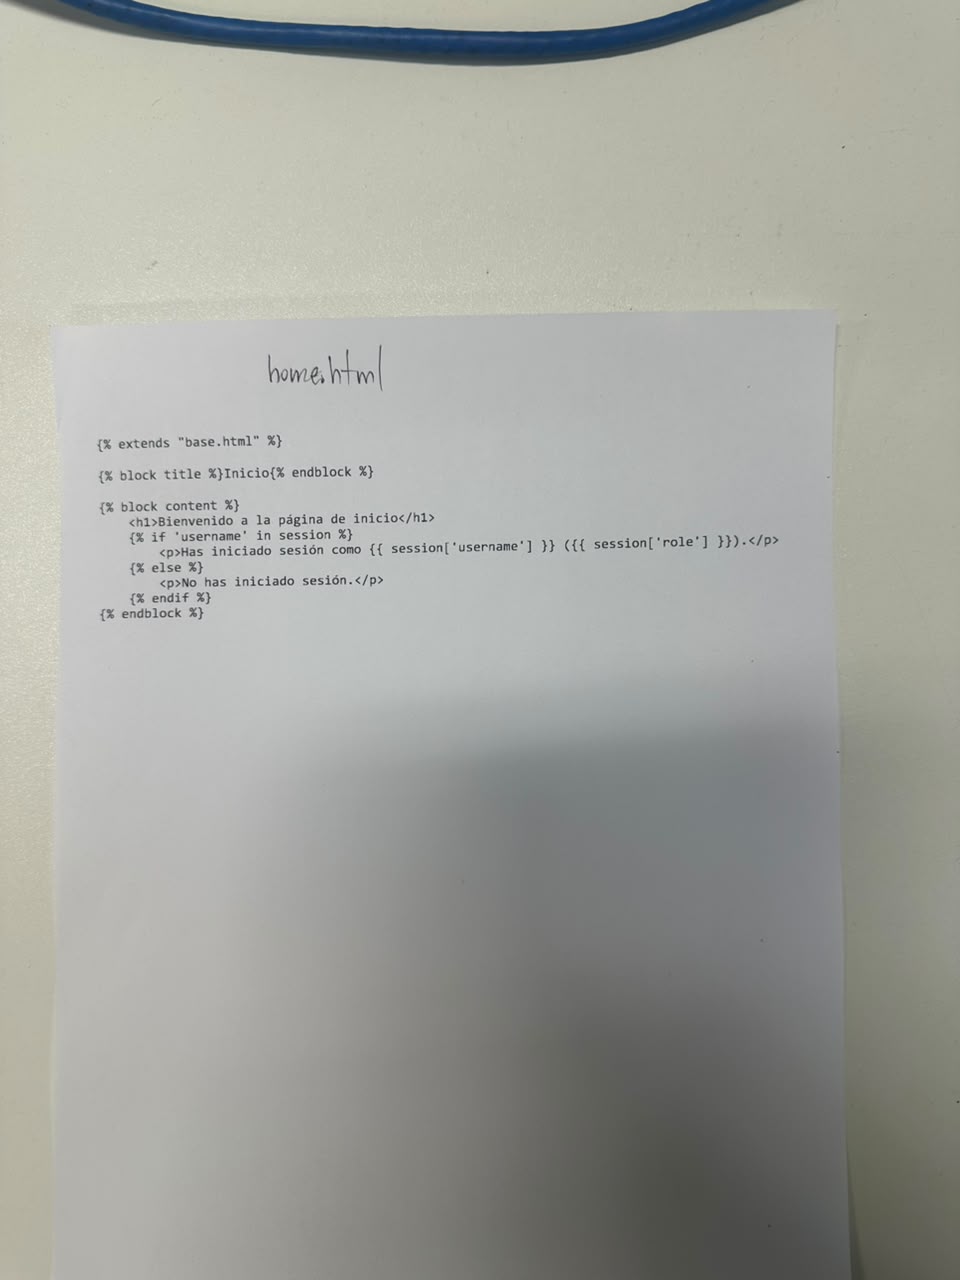 home.html
{% extends "base.html" %}
{% block title %}Inicio{% endblock %}
{% block content %}
    <h1>Bienvenido a la página de inicio</h1>
    {% if 'username' in session %}
        <p>Has iniciado sesión como {{ session['username'] }} ({{ session['role'] }}).</p>
    {% else %}
        <p>No has iniciado sesión.</p>
    {% endif %}
{% endblock %}